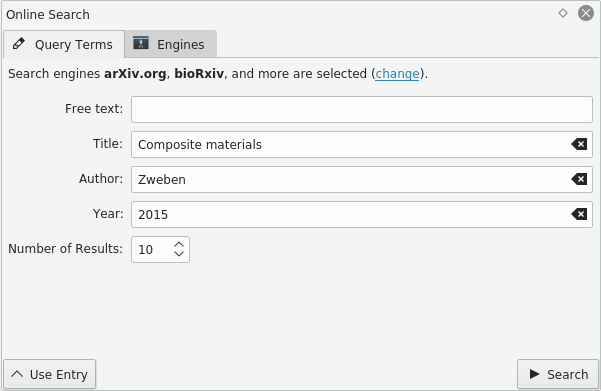 Online Search
Query Terms Engines
Search engines arXiv.org, bioRxiv, and more are selected (change).
Free text:
Title: Composite materials
Author: Zweben
Year: 2015
Number of Results: 10
Use Entry Search